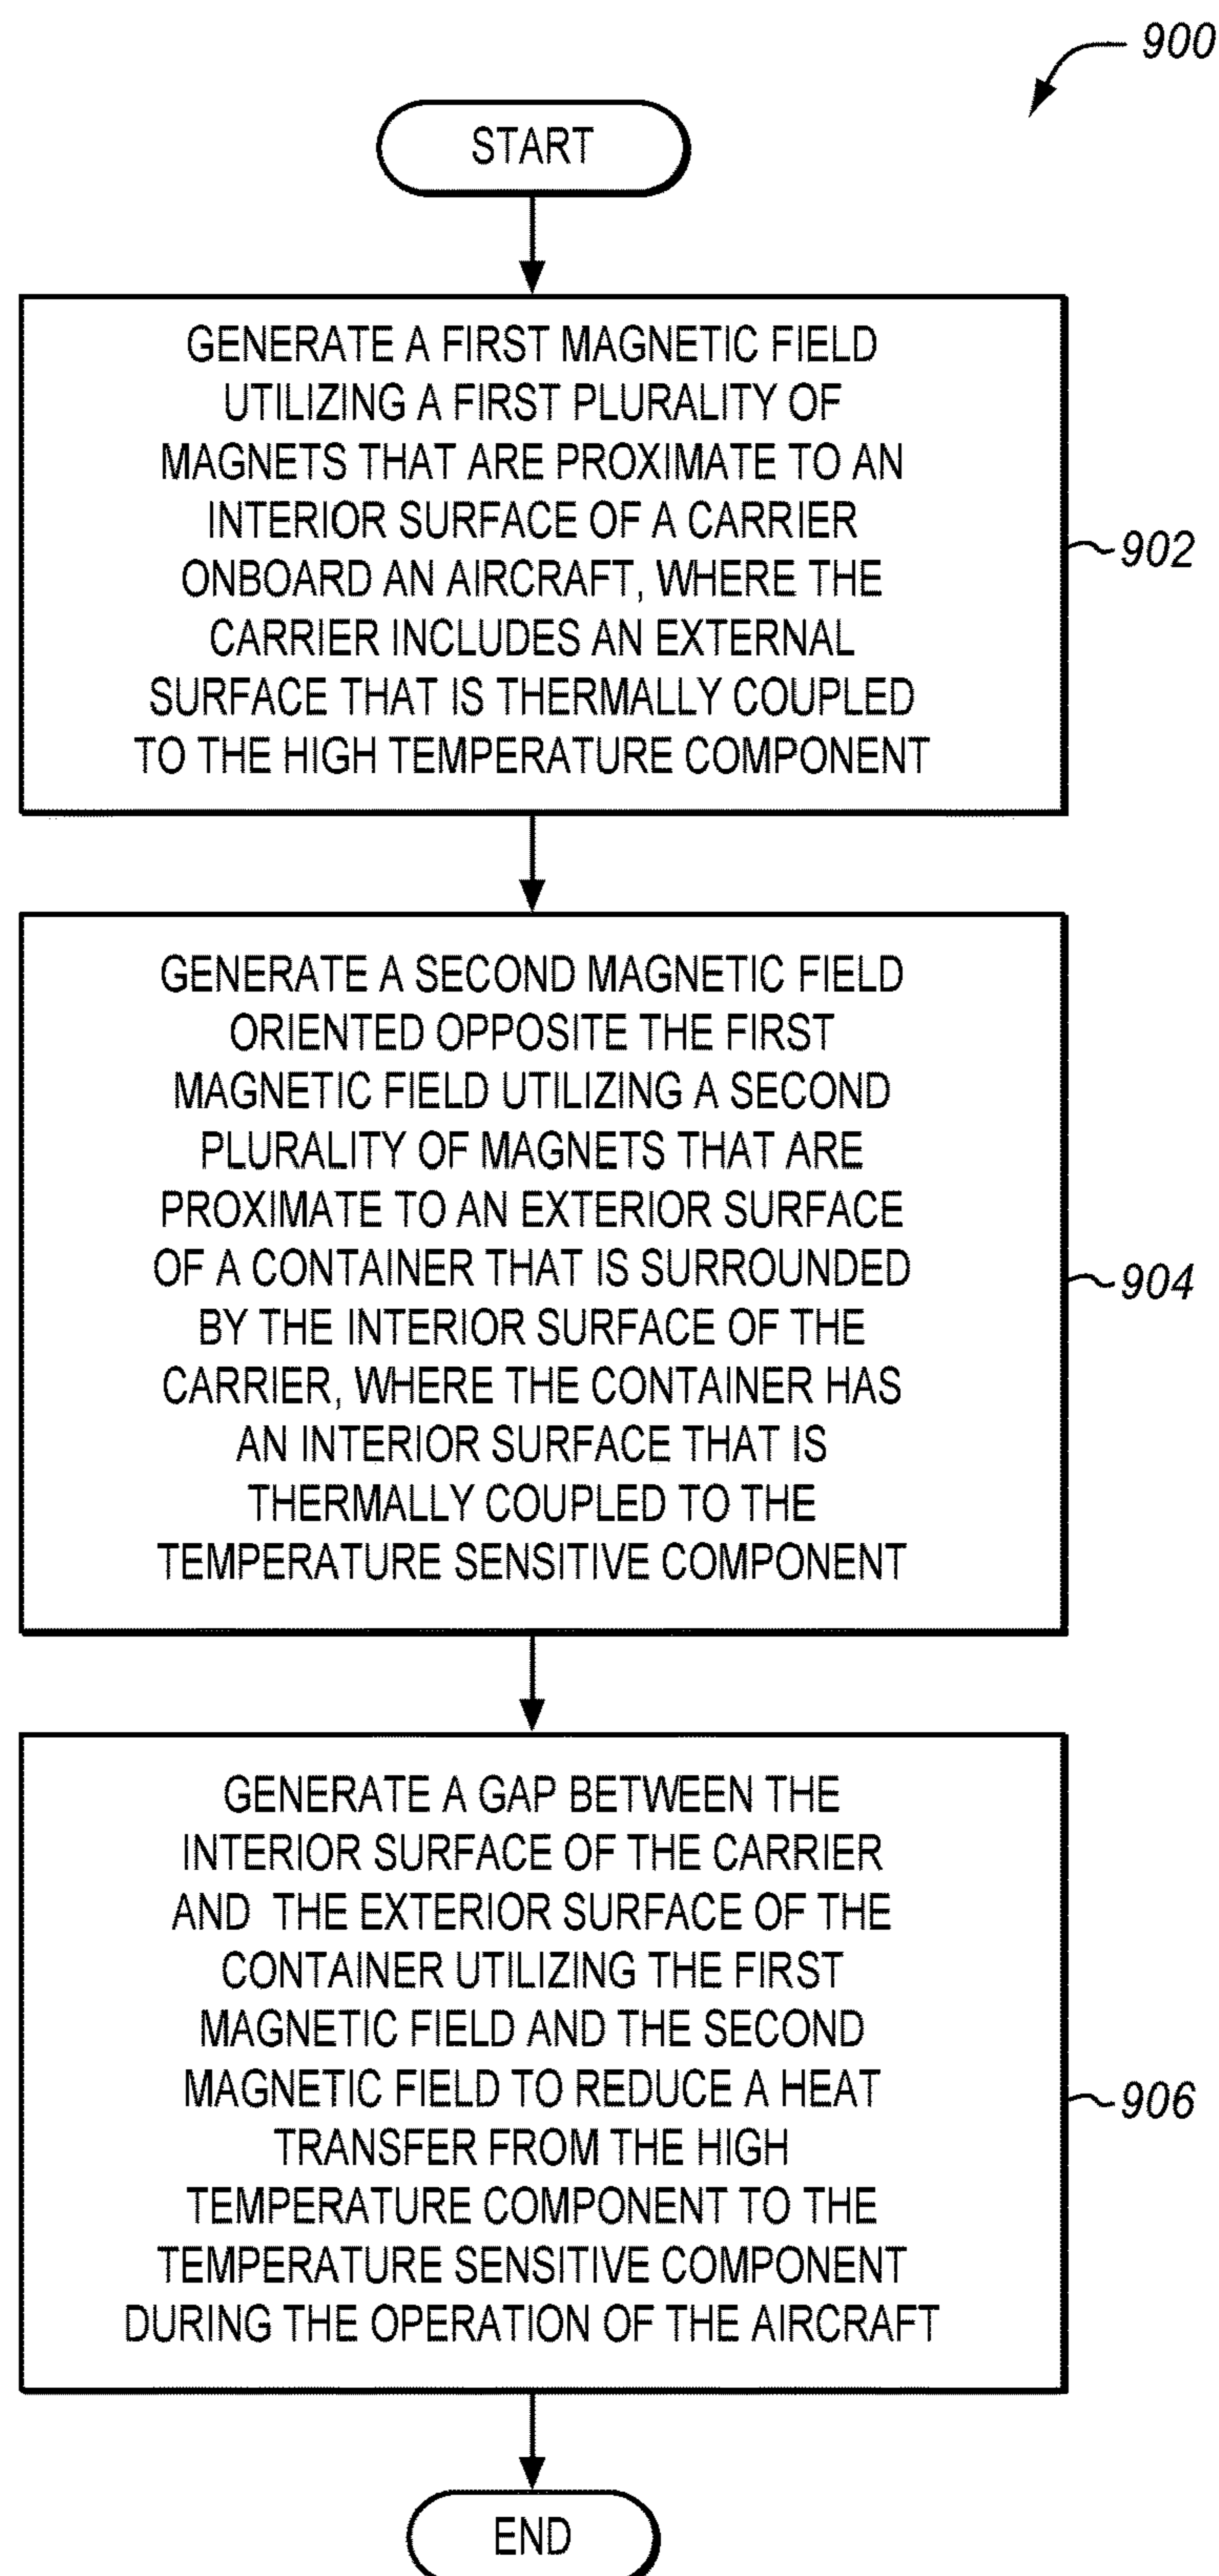 900
START
GENERATE A FIRST MAGNETIC FIELD
UTILIZING A FIRST PLURALITY OF
MAGNETS THAT ARE PROXIMATE TO AN
INTERIOR SURFACE OF A CARRIER
ONBOARD AN AIRCRAFT, WHERE THE
CARRIER INCLUDES AN EXTERNAL
SURFACE THAT IS THERMALLY COUPLED
TO THE HIGH TEMPERATURE COMPONENT
902
GENERATE A SECOND MAGNETIC FIELD
ORIENTED OPPOSITE THE FIRST
MAGNETIC FIELD UTILIZING A SECOND
PLURALITY OF MAGNETS THAT ARE
PROXIMATE TO AN EXTERIOR SURFACE
OF A CONTAINER THAT IS SURROUNDED
BY THE INTERIOR SURFACE OF THE
CARRIER, WHERE THE CONTAINER HAS
AN INTERIOR SURFACE THAT IS
THERMALLY COUPLED TO THE
TEMPERATURE SENSITIVE COMPONENT
904
GENERATE A GAP BETWEEN THE
INTERIOR SURFACE OF THE CARRIER
AND THE EXTERIOR SURFACE OF THE
CONTAINER UTILIZING THE FIRST
MAGNETIC FIELD AND THE SECOND
MAGNETIC FIELD TO REDUCE A HEAT
TRANSFER FROM THE HIGH
TEMPERATURE COMPONENT TO THE
TEMPERATURE SENSITIVE COMPONENT
DURING THE OPERATION OF THE AIRCRAFT
906
END